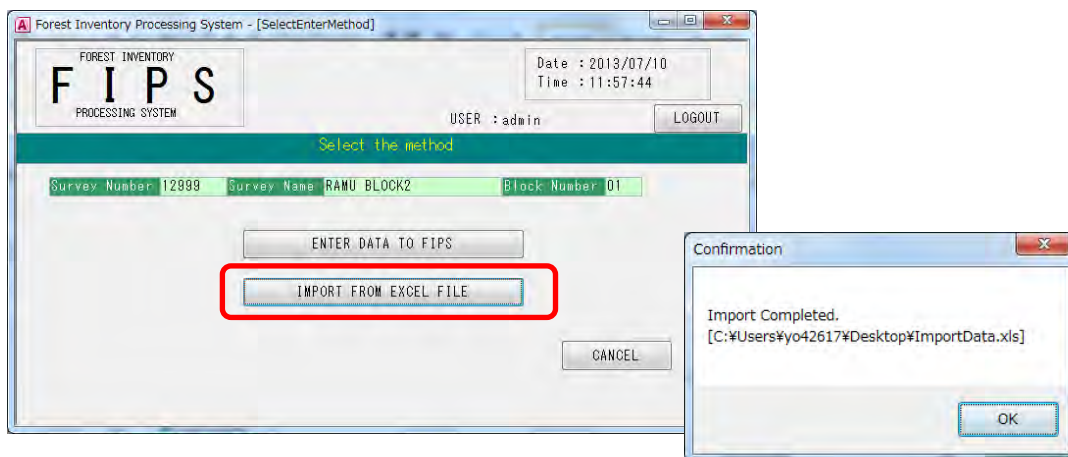 Forest Inventory Processing System - [SelectEnterMethod]
FOREST INVENTORY
FIPS
PROCESSING SYSTEM
Date :2013/07/10
Time :11:57:44
USER :admin
LOGOUT
Select the method
Survey Number 12999 Survey Name RAMU BLOCK2 Block Number 01
ENTER DATA TO FIPS
IMPORT FROM EXCEL FILE
CANCEL
Confirmation
Import Completed.
[C:¥Users¥yo42617¥Desktop¥ImportData.xls]
OK